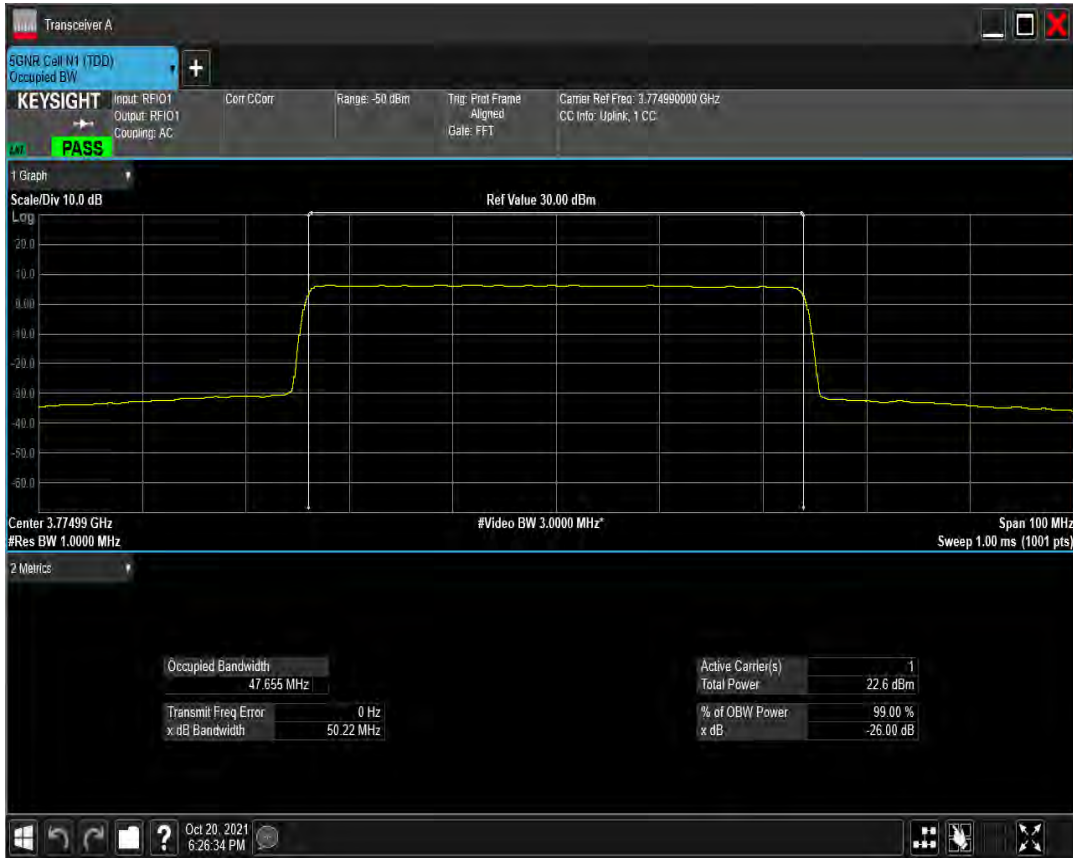 Transceiver A
5GNR Cell N1 (TDD)
Occupied BW
+
KEYSIGHT
Input: RFIO1
Output: RFIO1
Coupling: AC
Corr CCorr
Range: -50 dBm
Trig: Prot Frame
Aligned
Gate: FFT
Carrier Ref Freq: 3.774990000 GHz
CC Info: Uplink, 1 CC
PASS
1 Graph
Scale/Div 10.0 dB
Ref Value 30.00 dBm
Log
20.0
10.0
0.00
-10.0
-20.0
-30.0
-40.0
-50.0
-60.0
Center 3.77499 GHz
#Video BW 3.0000 MHz*
Span 100 MHz
#Res BW 1.0000 MHz
Sweep 1.00 ms (1001 pts)
2 Metrics
Occupied Bandwidth
47.655 MHz
Transmit Freq Error 0 Hz
x dB Bandwidth 50.22 MHz
Active Carrier(s) 1
Total Power 22.6 dBm
% of OBW Power 99.00 %
x dB -26.00 dB
?
Oct 20, 2021
6:26:34 PM